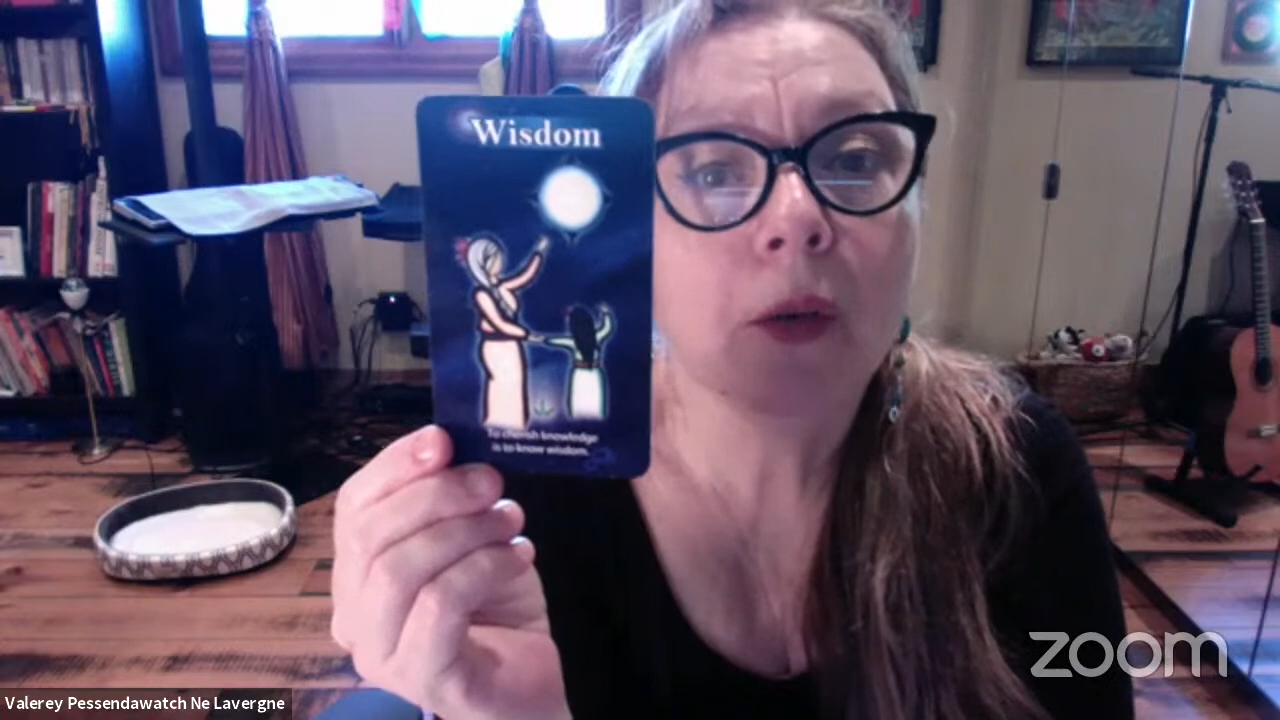 Wisdom
To cherish knowledge
is to know wisdom.
zoom
Valerey Pessendawatch Ne Lavergne